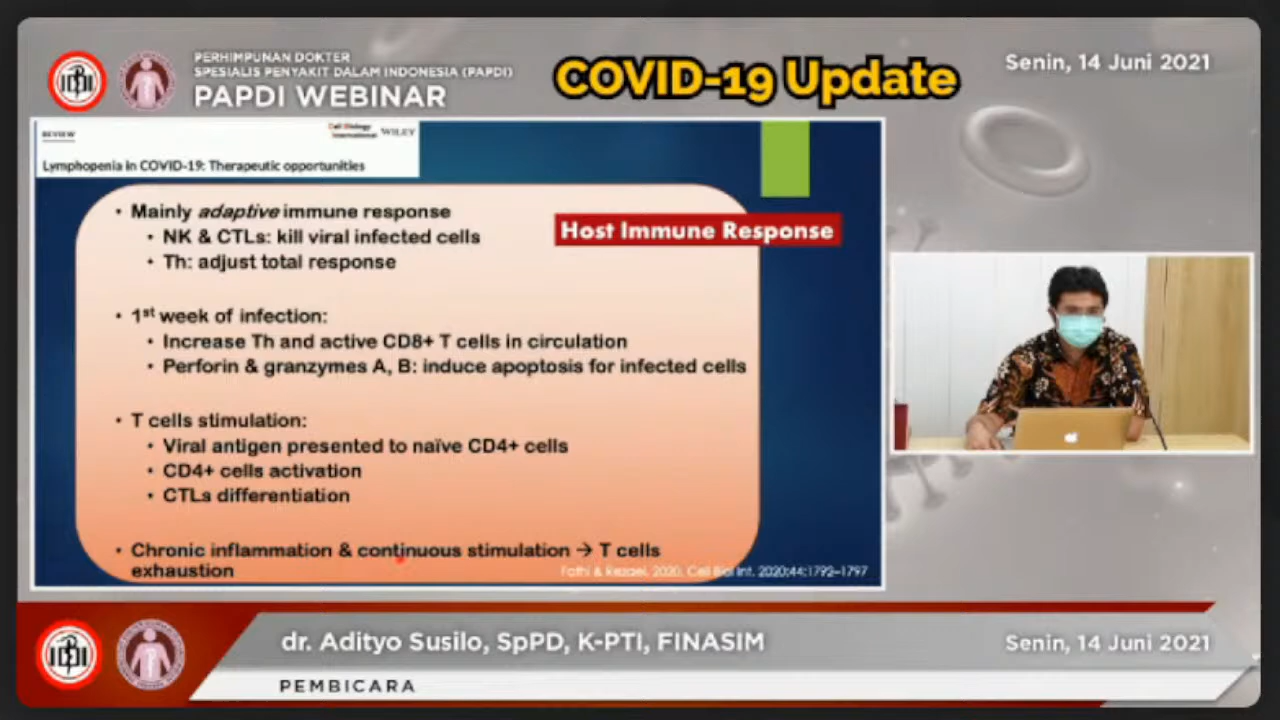 PERHIMPUNAN DOKTER
SPESIALIS PENYAKIT DALAM INDONESIA (PAPDI)
PAPDI WEBINAR
COVID-19 Update
Senin, 14 Juni 2021
REVIEW
Cell Biology
International WILEY
Lymphopenia in COVID-19: Therapeutic opportunities
Host Immune Response
• Mainly adaptive immune response
• NK & CTLs: kill viral infected cells
• Th: adjust total response
• 1st week of infection:
• Increase Th and active CD8+ T cells in circulation
• Perforin & granzymes A, B: induce apoptosis for infected cells
• T cells stimulation:
• Viral antigen presented to naïve CD4+ cells
• CD4+ cells activation
• CTLs differentiation
• Chronic inflammation & continuous stimulation → T cells
exhaustion
Fathi & Rezaei, 2020. Cell Biol Int. 2020;44:1792–1797
dr. Adityo Susilo, SpPD, K-PTI, FINASIM
Senin, 14 Juni 2021
PEMBICARA